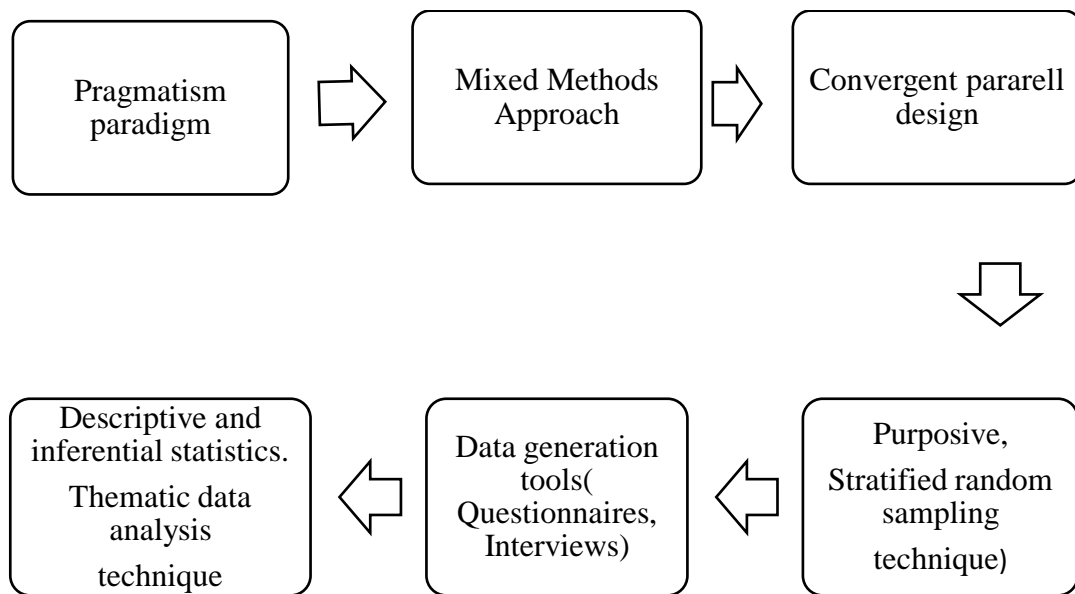 Pragmatism
paradigm
Mixed Methods
Approach
Convergent pararell
design
Purposive,
Stratified random
sampling
technique)
Data generation
tools(
Questionnaires,
Interviews)
Descriptive and
inferential statistics.
Thematic data
analysis
technique